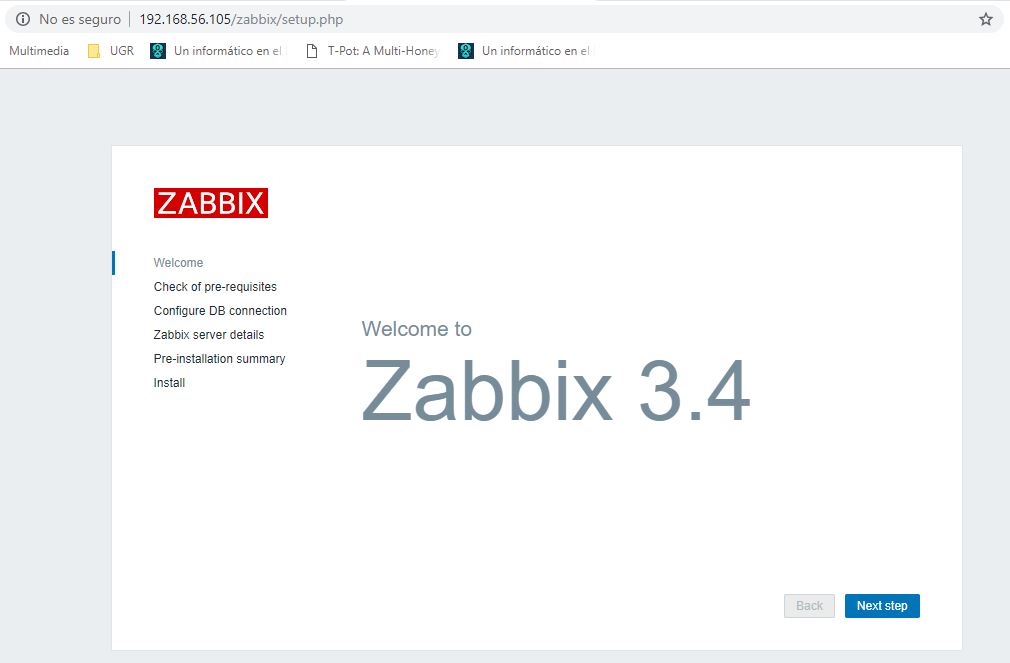 No es seguro | 192.168.56.105/zabbix/setup.php
Multimedia UGR Un informático en el T-Pot: A Multi-Honey Un informático en el
ZABBIX
Welcome
Check of pre-requisites
Configure DB connection
Zabbix server details
Pre-installation summary
Install
Welcome to
Zabbix 3.4
Back Next step